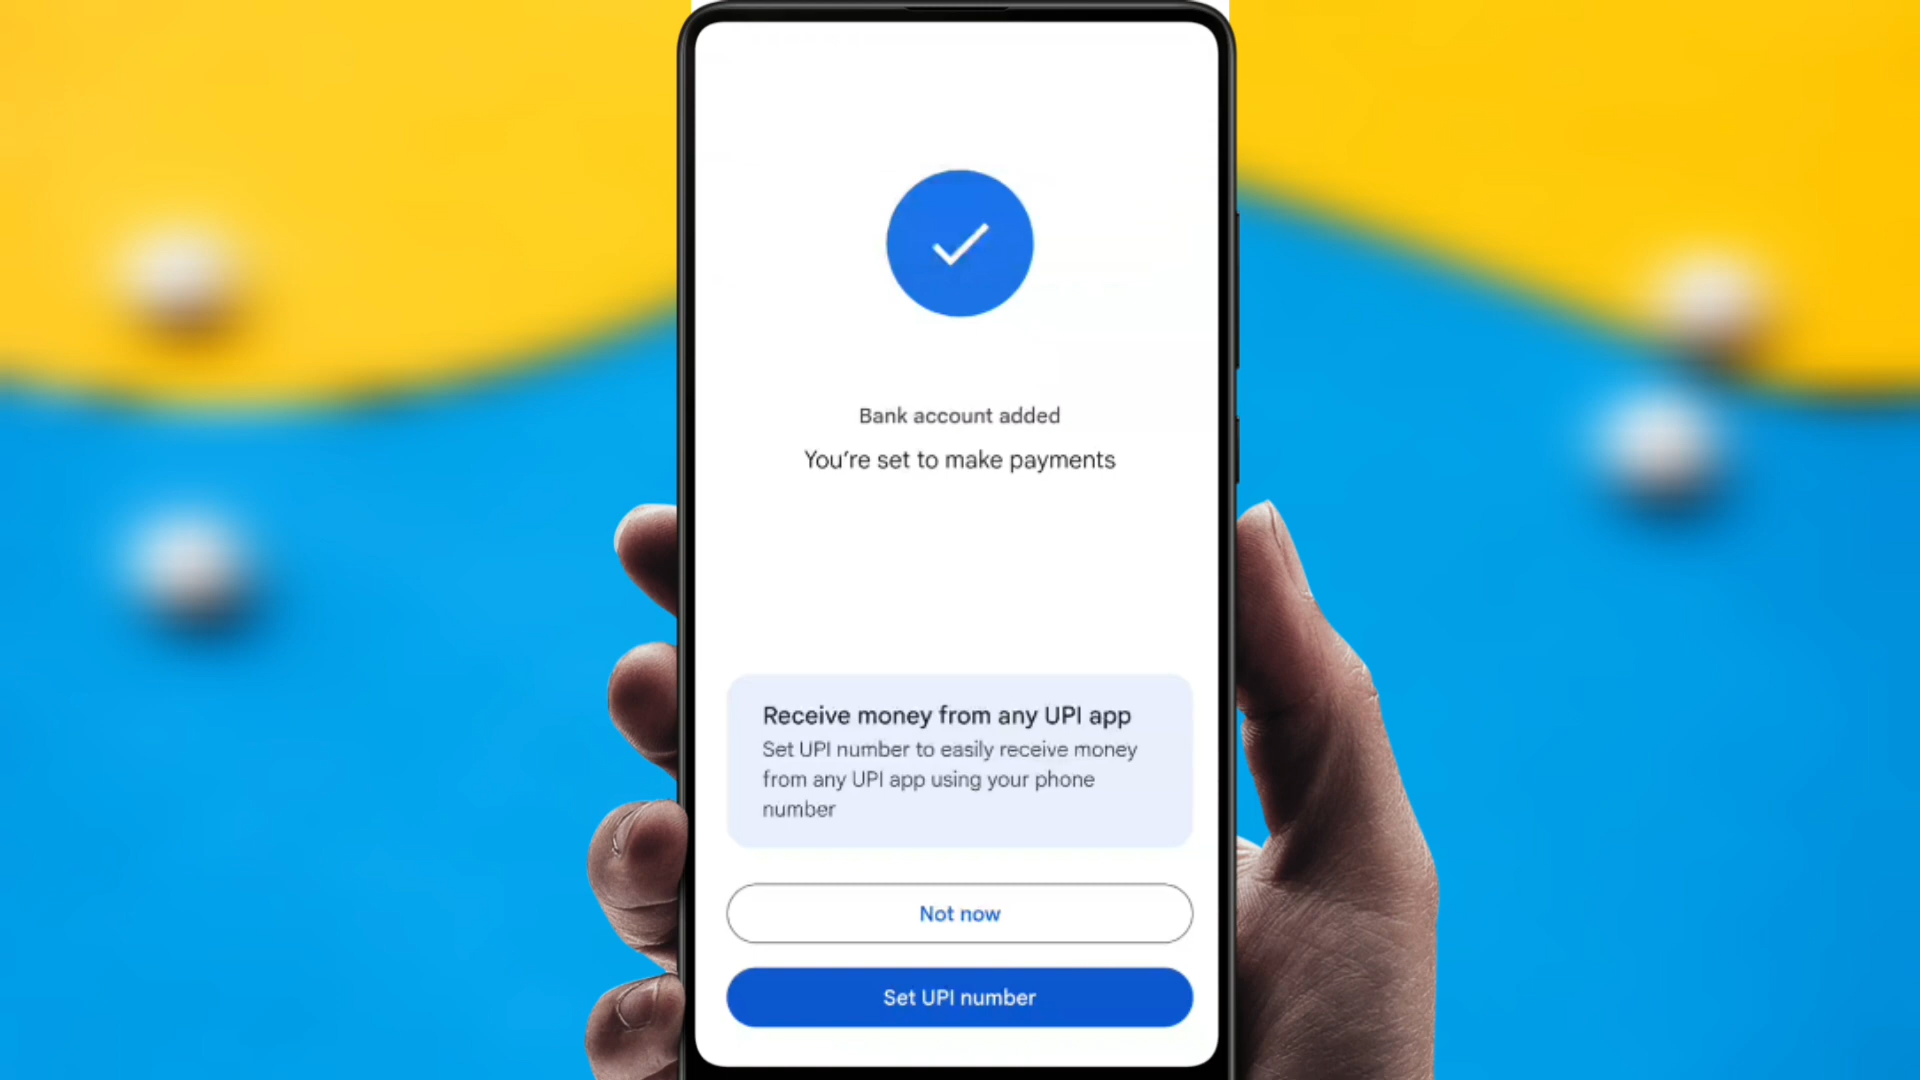 Bank account added
You’re set to make payments
Receive money from any UPI app
Set UPI number to easily receive money
from any UPI app using your phone
number
Not now
Set UPI number